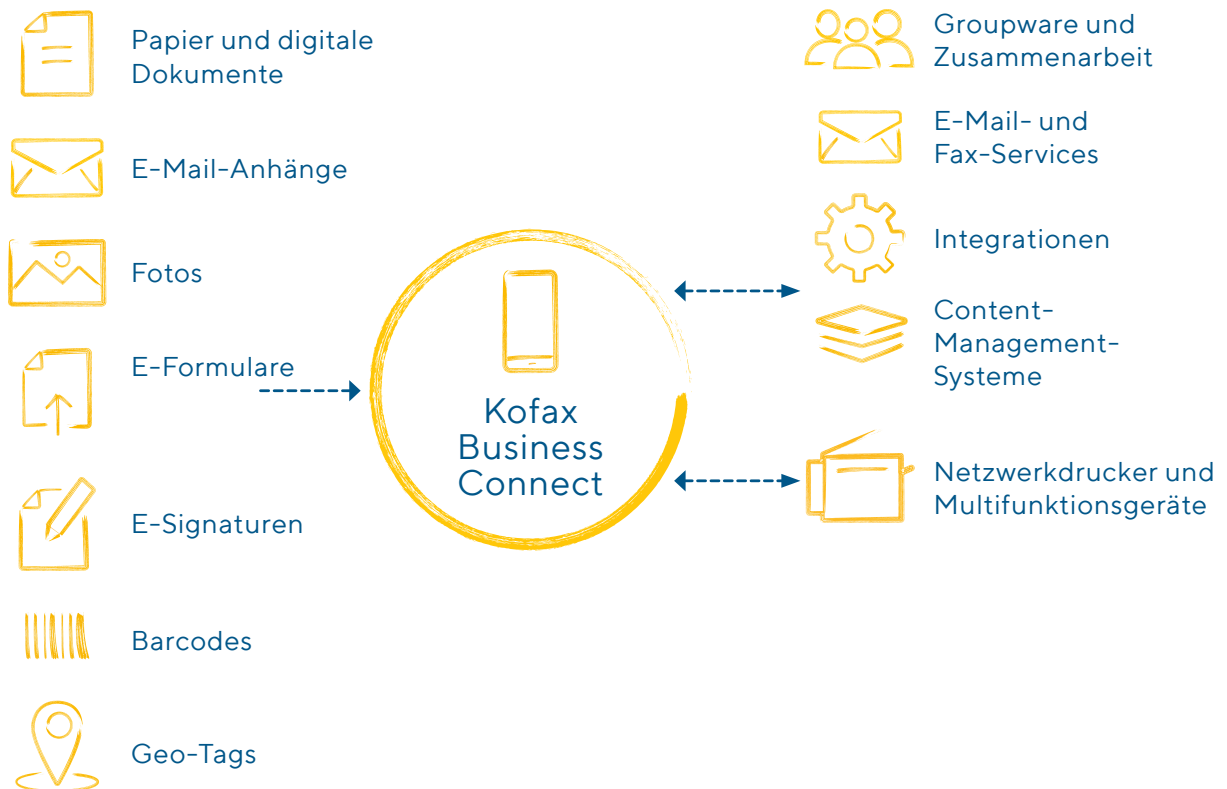 Papier und digitale
Dokumente
E-Mail-Anhänge
Fotos
E-Formulare
E-Signaturen
Barcodes
Geo-Tags
Kofax
Business
Connect
Groupware und
Zusammenarbeit
E-Mail- und
Fax-Services
Integrationen
Content-
Management-
Systeme
Netzwerkdrucker und
Multifunktionsgeräte